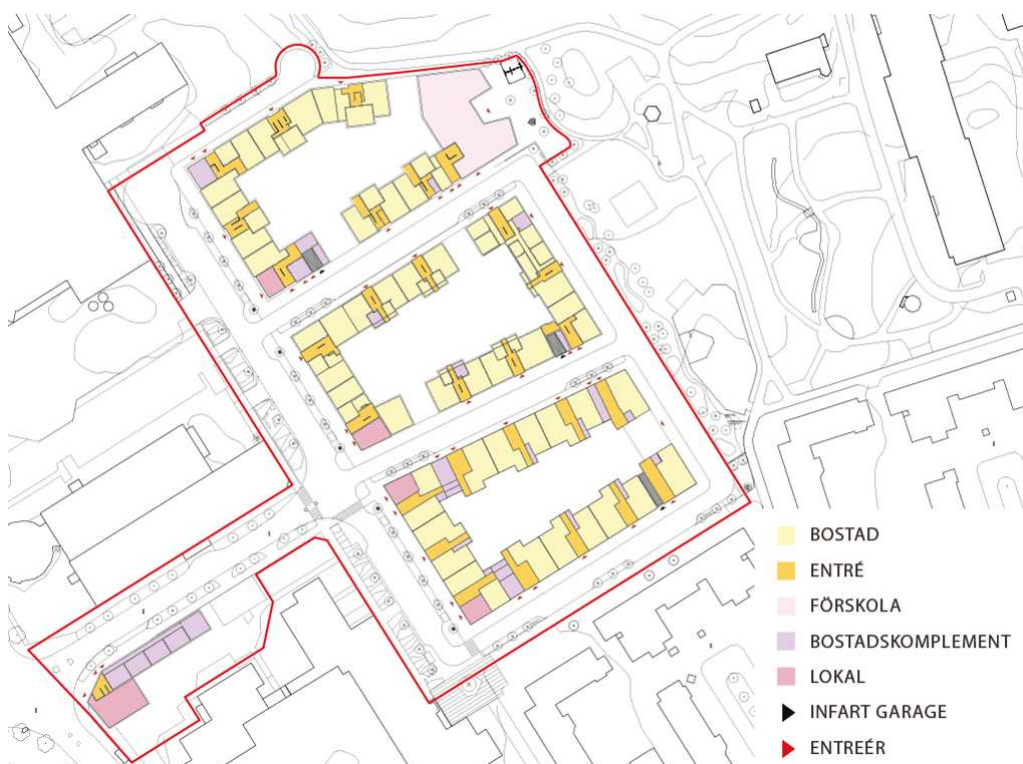 BOSTAD
ENTRÉ
FÖRSKOLA
BOSTADSKOMPLEMENT
LOKAL
INFART GARAGE
ENTREÉR